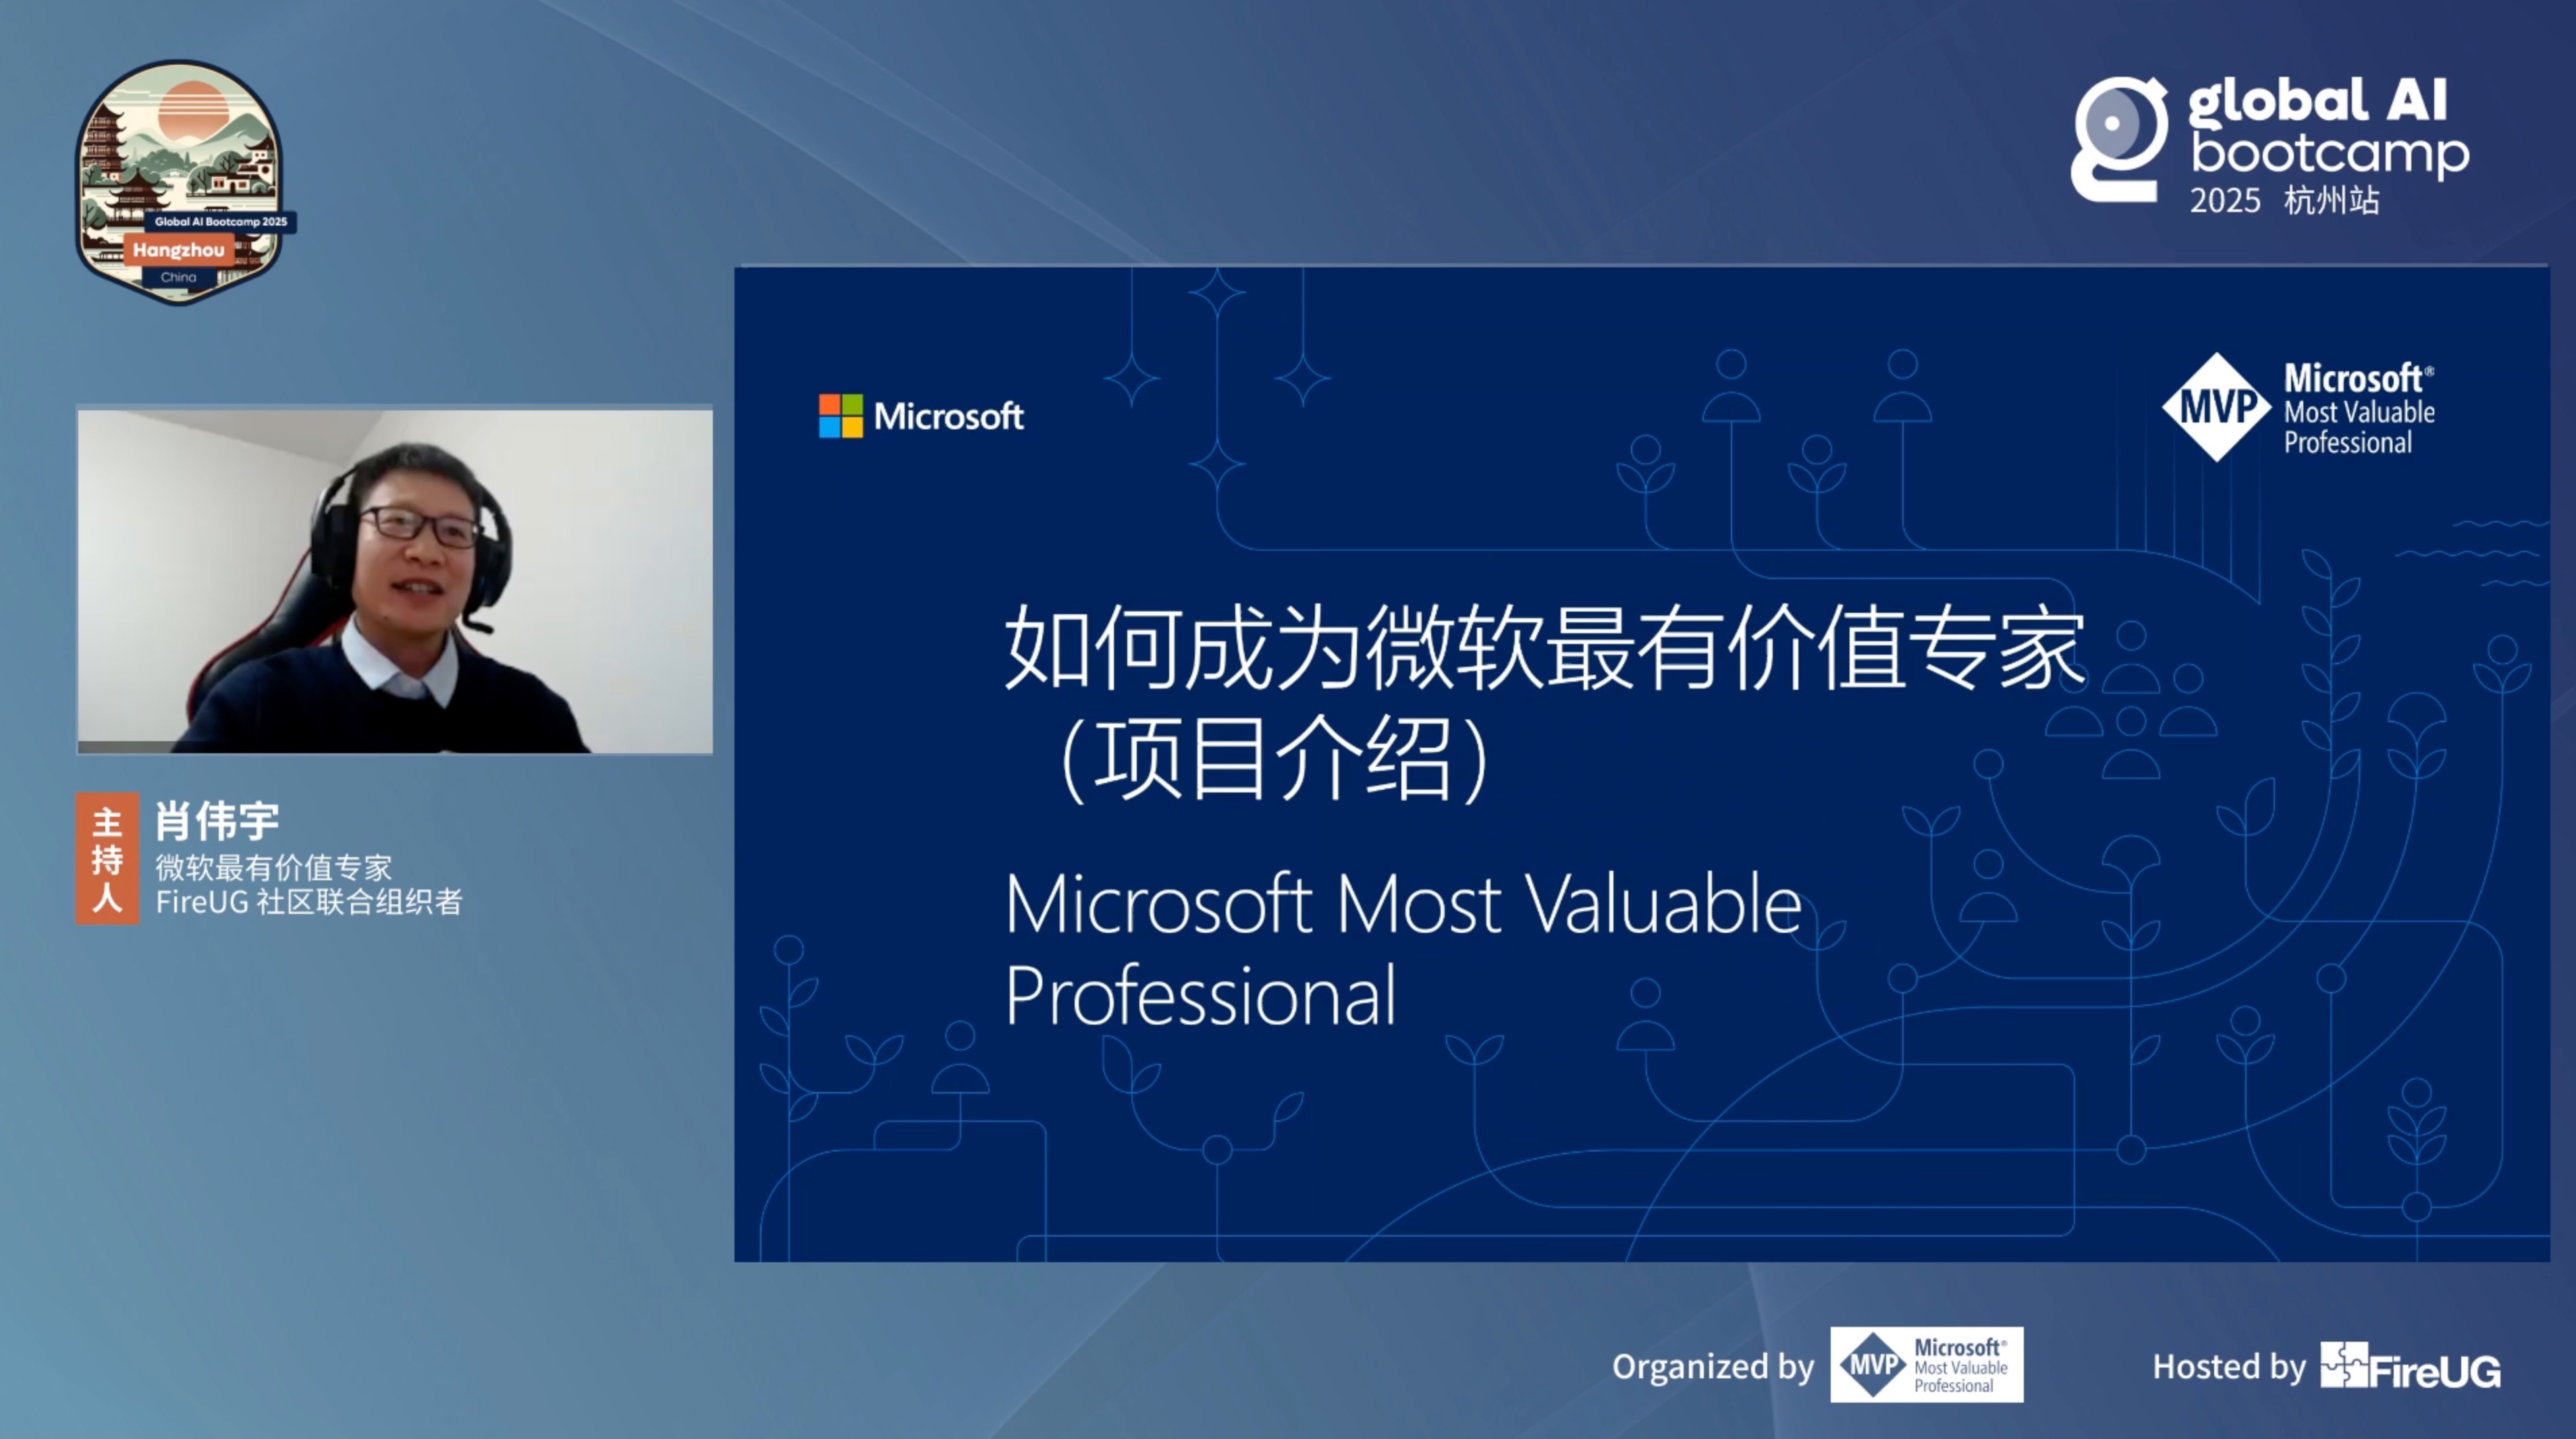 Global AI Bootcamp 2025
Hangzhou
China
global AI
bootcamp
2025 杭州站
Microsoft
MVP
Microsoft®
Most Valuable
Professional
如何成为微软最有价值专家
（项目介绍）
Microsoft Most Valuable
Professional
主持人
肖伟宇
微软最有价值专家
FireUG 社区联合组织者
Organized by
MVP
Microsoft®
Most Valuable
Professional
Hosted by FireUG